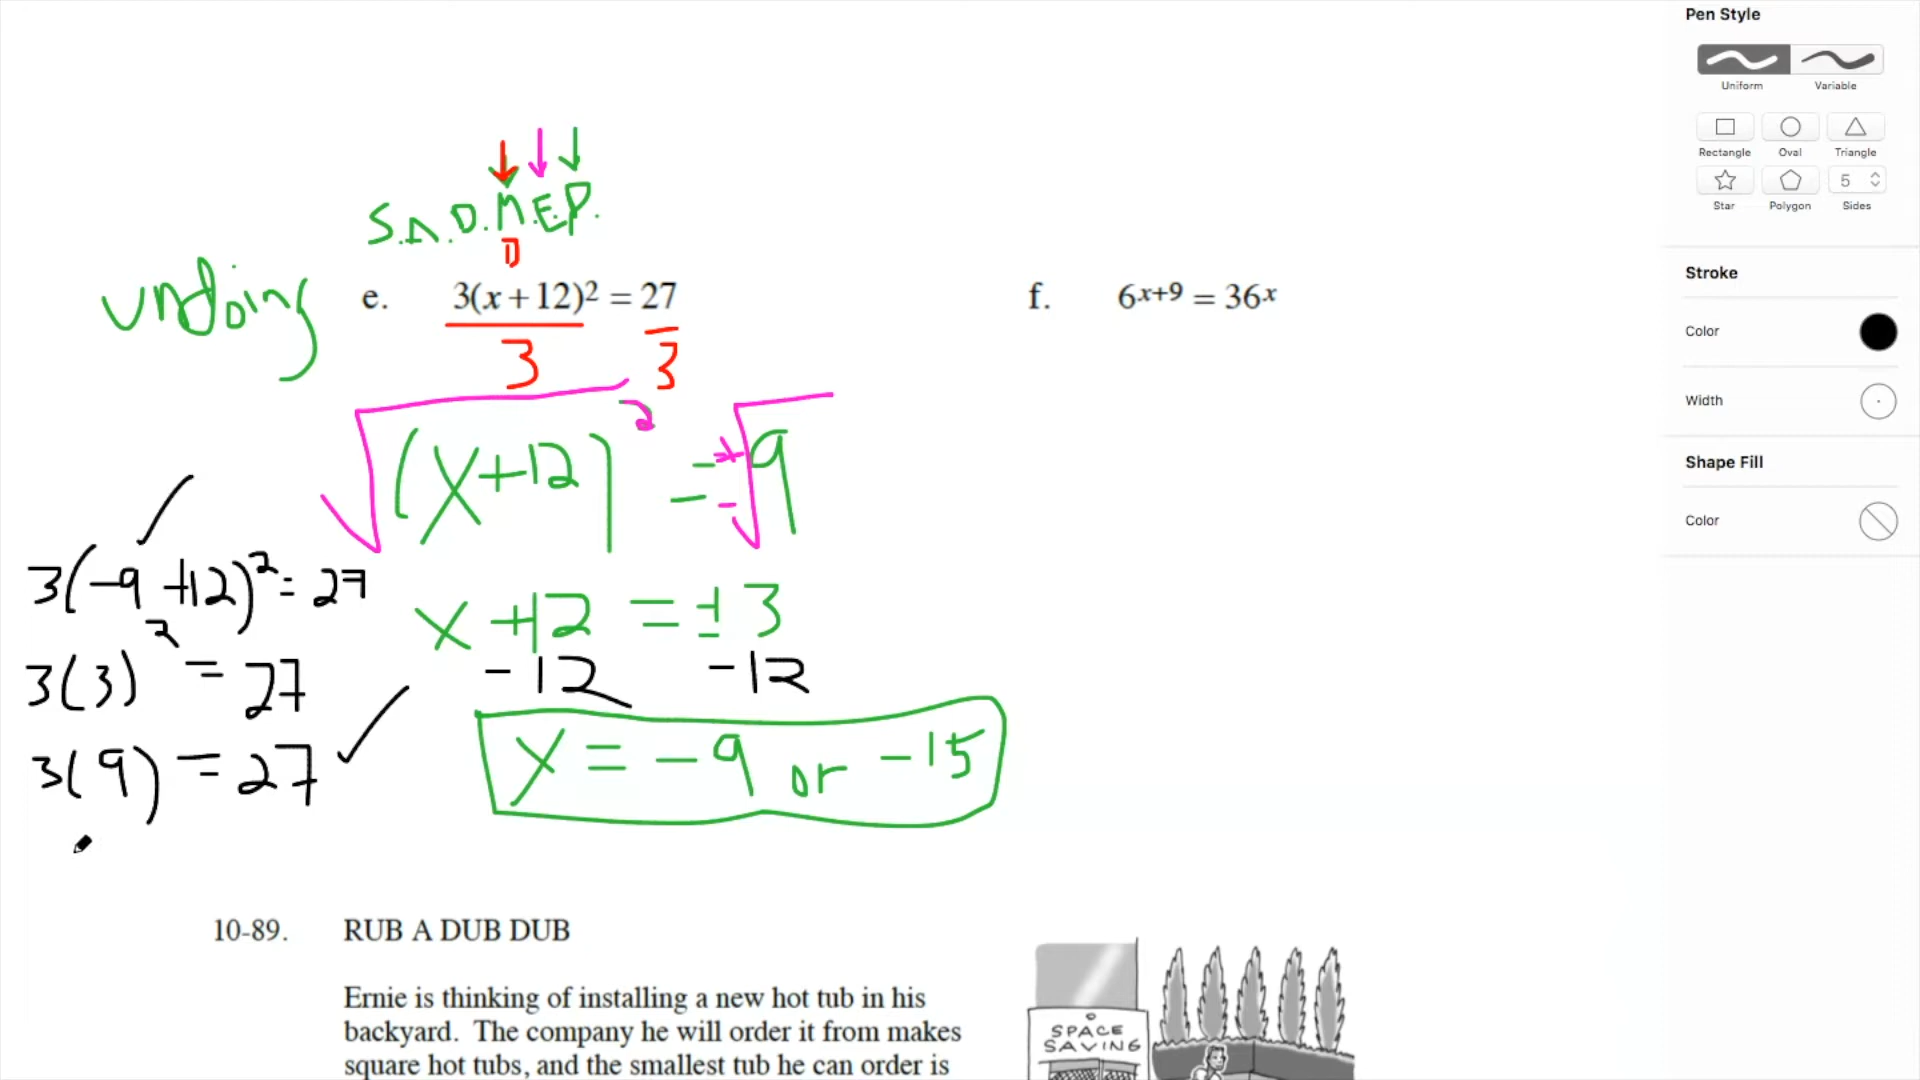 Pen Style
Uniform Variable
Rectangle Oval Triangle
5
Star Polygon Sides
Stroke
Color
Width
Shape Fill
Color
S.A.D.M.E.P.
D
undoing
e. 3(x+12)² = 27
3 3
√(x+12)² = ±√9
x+12 = ±3
-12 -12
x = -9 or -15
3(-9+12)² = 27
3(3)² = 27
3(9) = 27 ✓
f. 6ˣ⁺⁹ = 36ˣ
10-89. RUB A DUB DUB
Ernie is thinking of installing a new hot tub in his
backyard. The company he will order it from makes
square hot tubs, and the smallest tub he can order is
SPACE
SAVING